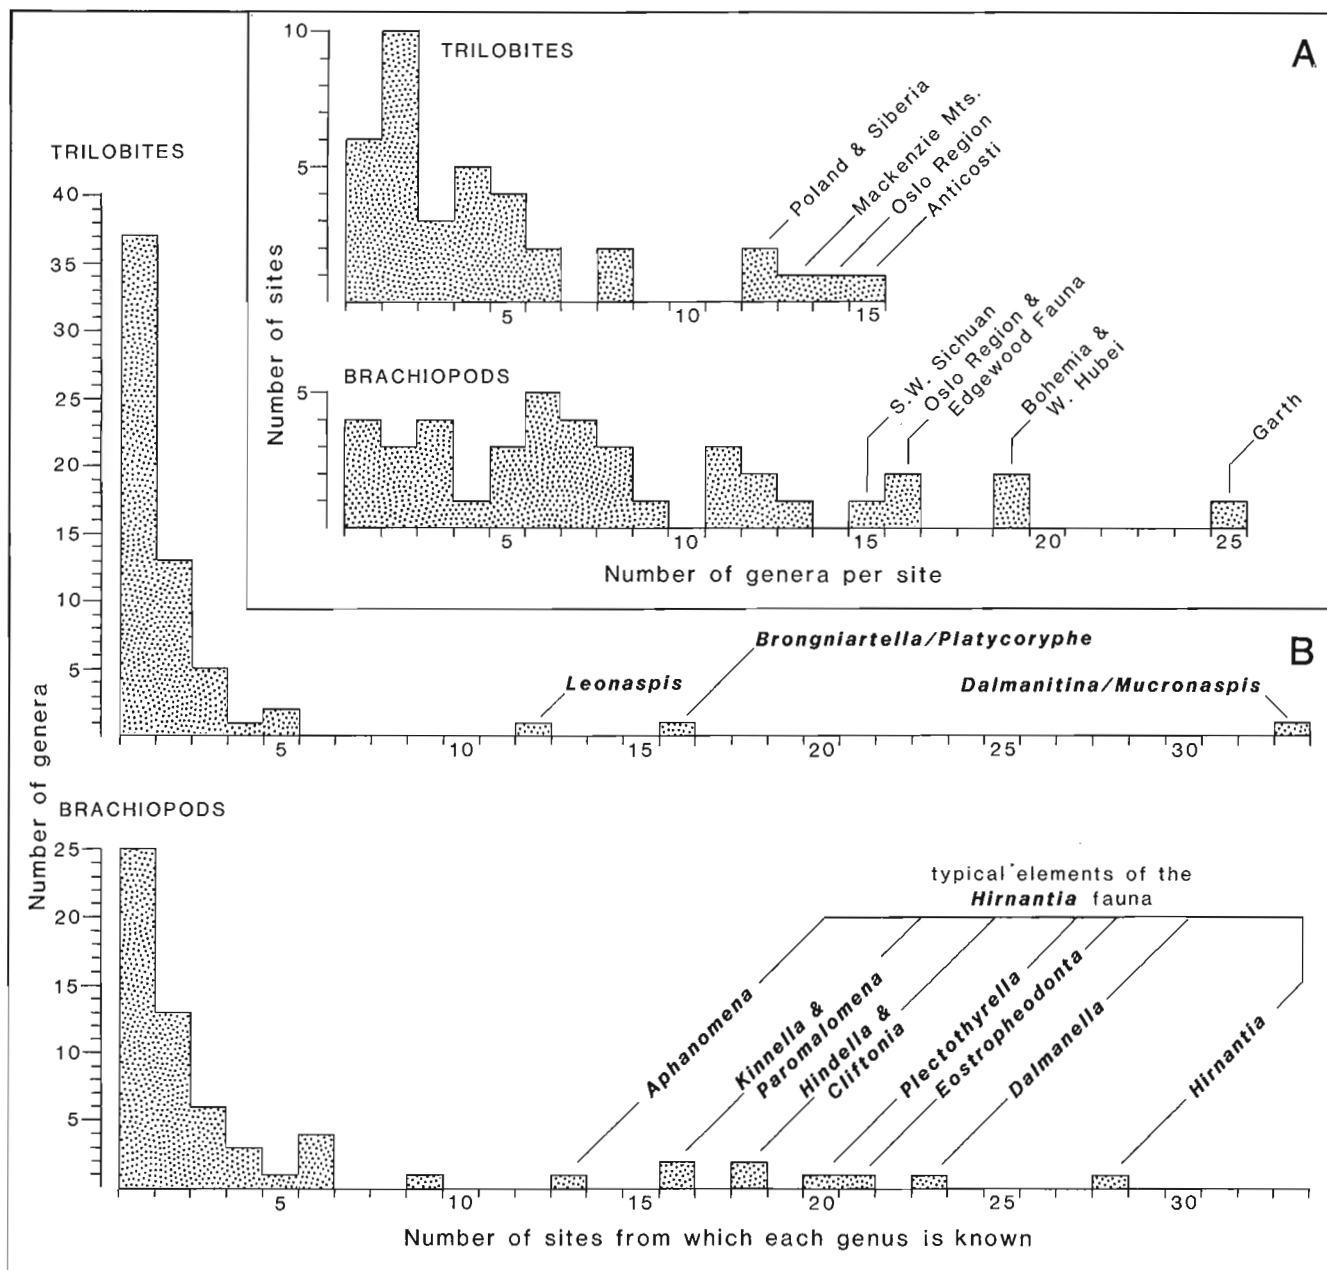 A
TRILOBITES
10
5
Number of sites
Poland & Siberia
Mackenzie Mts.
Oslo Region
Anticosti
5
10
15
BRACHIOPODS
5
S.W. Sichuan
Oslo Region &
Edgewood Fauna
Bohemia &
W. Hubei
Garth
5
10
15
20
25
Number of genera per site
B
TRILOBITES
40
35
30
25
20
15
10
5
Number of genera
Leonaspis
Brongniartella/Platycoryphe
Dalmanitina/Mucronaspis
5
10
15
20
25
30
BRACHIOPODS
25
20
15
10
5
typical elements of the
Hirnantia fauna
Aphanomena
Kinnella &
Paromalomena
Hindella &
Cliftonia
Plectothyrella
Eostropheodonta
Dalmanella
Hirnantia
5
10
15
20
25
30
Number of sites from which each genus is known